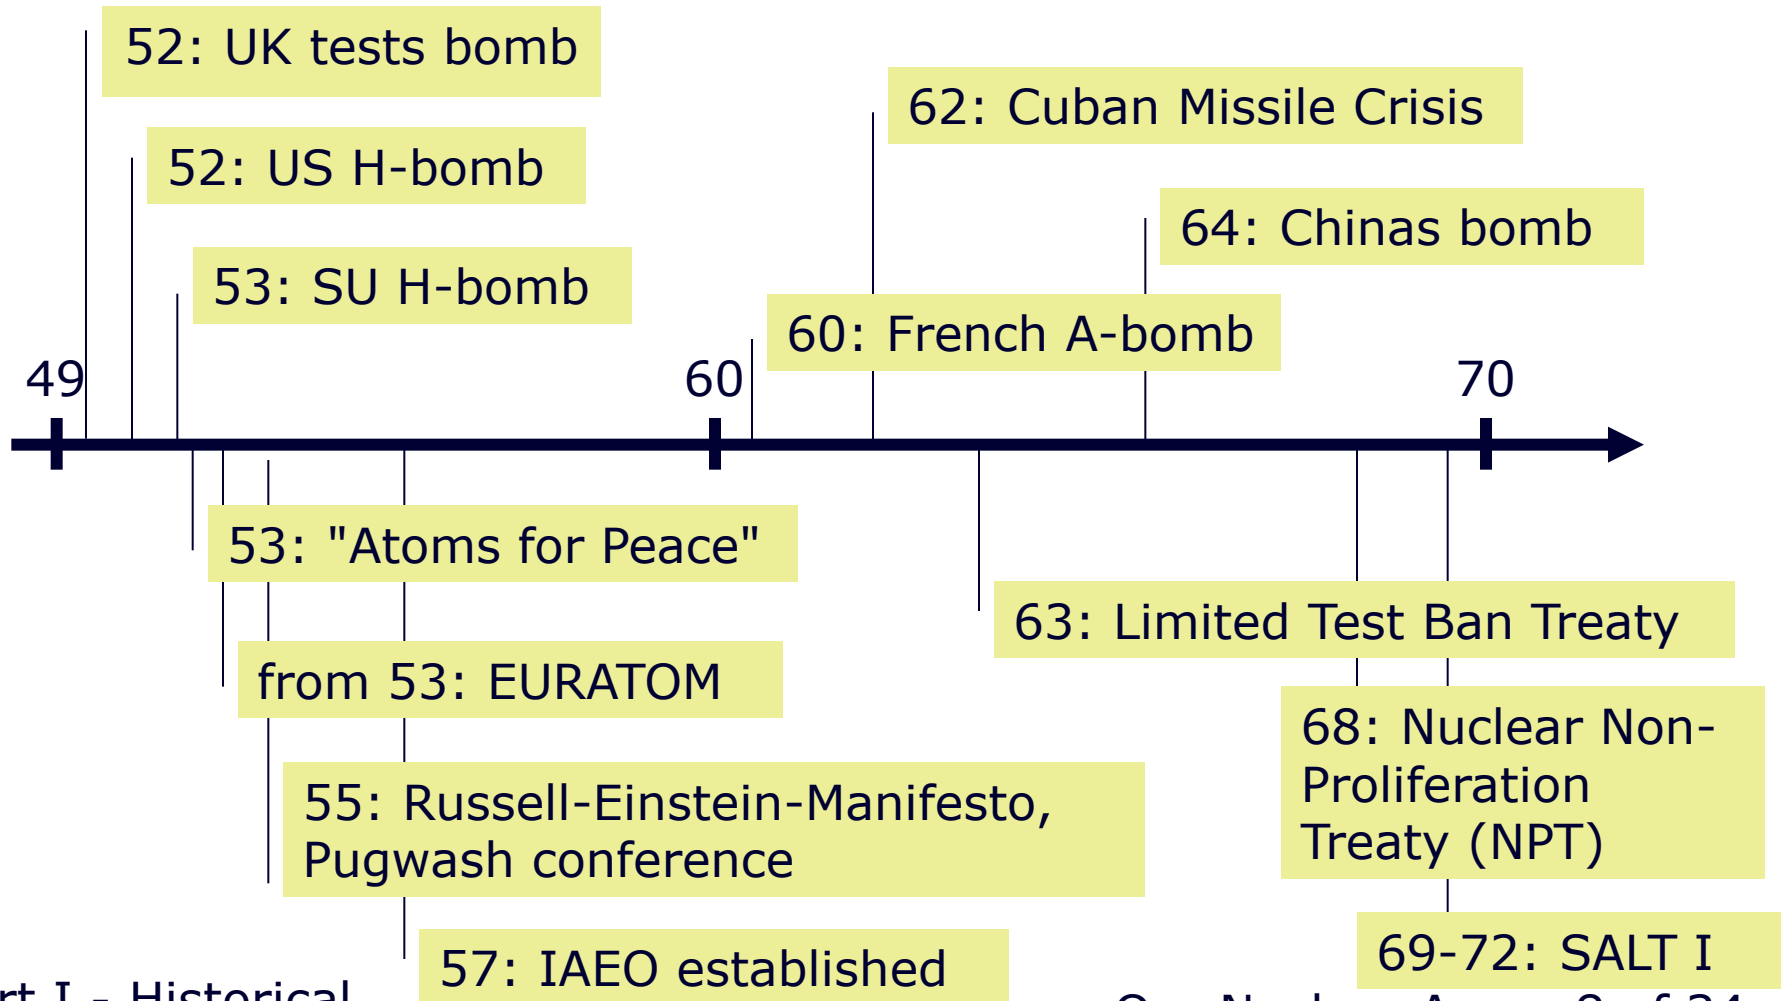 52: UK tests bomb
62: Cuban Missile Crisis
52: US H-bomb
64: Chinas bomb
53: SU H-bomb
60: French A-bomb
49
60
70
53: "Atoms for Peace"
63: Limited Test Ban Treaty
from 53: EURATOM
68: Nuclear Non-
Proliferation
Treaty (NPT)
55: Russell-Einstein-Manifesto,
Pugwash conference
69-72: SALT I
57: IAEO established
I - Historical